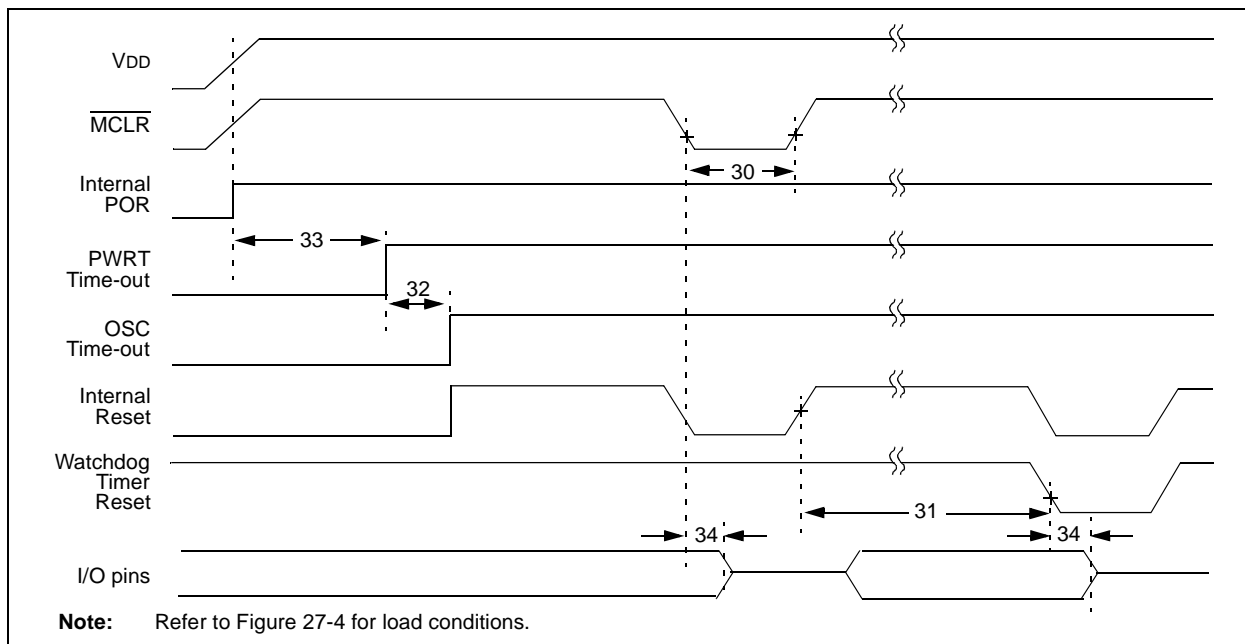 VDD
MCLR
30
Internal
POR
33
PWRT
Time-out
32
OSC
Time-out
Internal
Reset
Watchdog
Timer
Reset
31
34
34
I/O pins
Note: Refer to Figure 27-4 for load conditions.